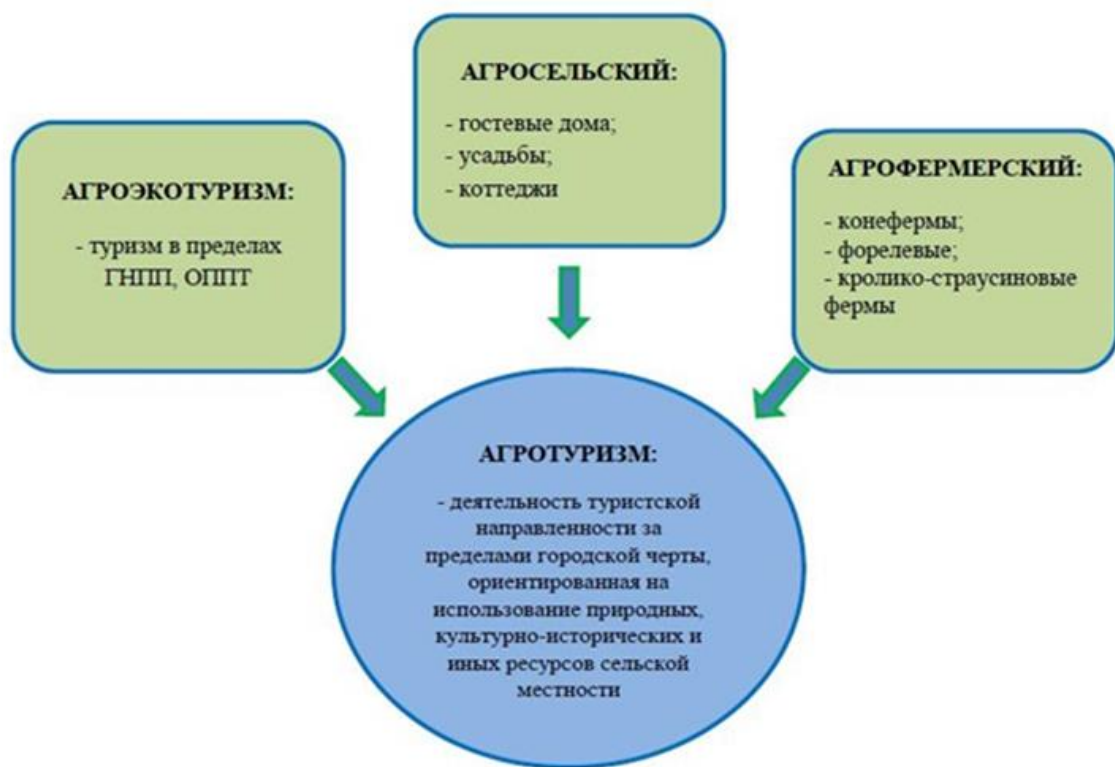 АГРОЭКОТУРИЗМ:
- туризм в пределах
ГНПП, ОППТ
АГРОСЕЛЬСКИЙ:
- гостевые дома;
- усадьбы;
- коттеджи
АГРОФЕРМЕРСКИЙ:
- конефермы;
- форелевые;
- кролико-страусиновые
фермы
АГРОТУРИЗМ:
- деятельность туристской
направленности за
пределами городской черты,
ориентированная на
использование природных,
культурно-исторических и
иных ресурсов сельской
местности